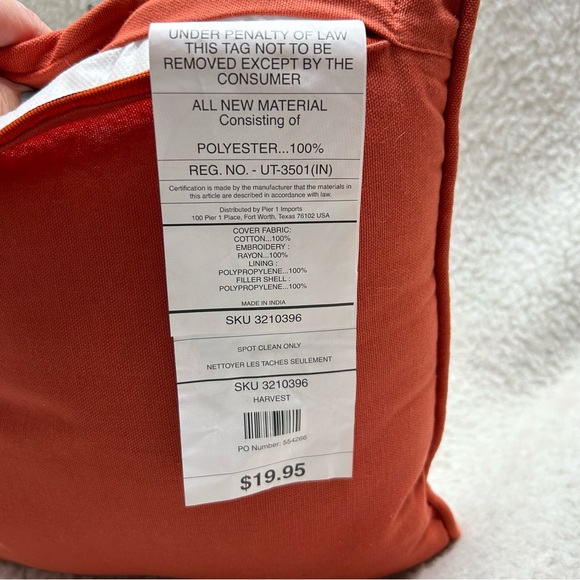 UNDER PENALTY OF LAW
THIS TAG NOT TO BE
REMOVED EXCEPT BY THE
CONSUMER
ALL NEW MATERIAL
Consisting of
POLYESTER...100%
REG. NO. - UT-3501(IN)
Certification is made by the manufacturer that the materials in
this article are described in accordance with law.
Distributed by Pier 1 Imports
100 Pier 1 Place, Fort Worth, Texas 76102 USA
COVER FABRIC:
COTTON...100%
EMBROIDERY :
RAYON...100%
LINING :
POLYPROPYLENE...100%
FILLER SHELL :
POLYPROPYLENE...100%
MADE IN INDIA
SKU 3210396
SPOT CLEAN ONLY
NETTOYER LES TACHES SEULEMENT
SKU 3210396
HARVEST
PO Number: 554266
$19.95